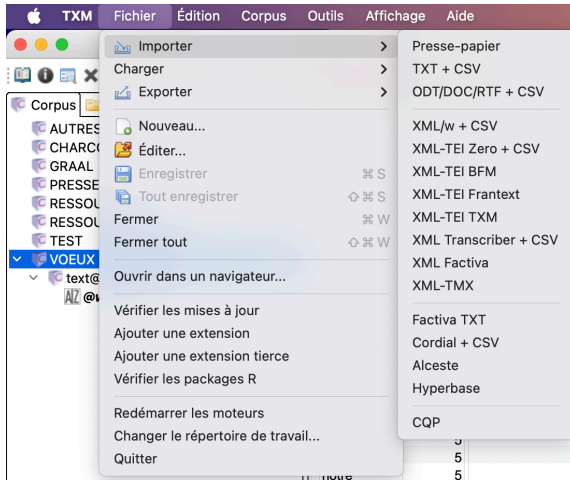 TXM Fichier Édition Corpus Outils Affichage Aide
Corpus
AUTRES
CHARCO
GRAAL
PRESSE
RESSOU
RESSOU
TEST
VOEUX
text@
AZ
Importer
Charger
Exporter
Nouveau...
Éditer...
Enregistrer ⌘ S
Tout enregistrer ⇧ ⌘ S
Fermer ⌘ W
Fermer tout ⇧ ⌘ W
Ouvrir dans un navigateur...
Vérifier les mises à jour
Ajouter une extension
Ajouter une extension tierce
Vérifier les packages R
Redémarrer les moteurs
Changer le répertoire de travail...
Quitter
Presse-papier
TXT + CSV
ODT/DOC/RTF + CSV
XML/w + CSV
XML-TEI Zero + CSV
XML-TEI BFM
XML-TEI Frantext
XML-TEI TXM
XML Transcriber + CSV
XML Factiva
XML-TMX
Factiva TXT
Cordial + CSV
Alceste
Hyperbase
CQP
5
5
notre 5